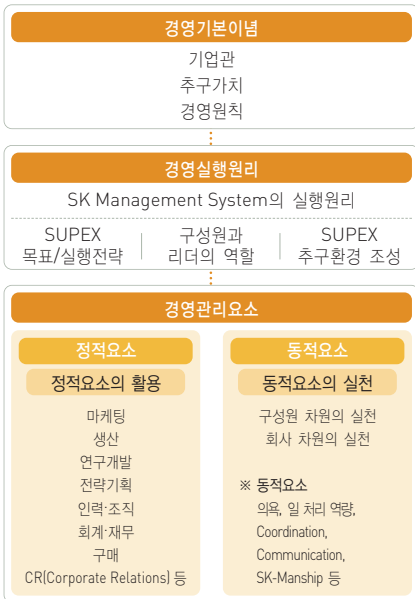 경영기본이념
기업관
추구가치
경영원칙
경영실행원리
SK Management System의 실행원리
SUPEX
목표/실행전략
구성원과
리더의 역할
SUPEX
추구환경 조성
경영관리요소
정적요소
정적요소의 활용
마케팅
생산
연구개발
전략기획
인력·조직
회계·재무
구매
CR(Corporate Relations) 등
동적요소
동적요소의 실천
구성원 차원의 실천
회사 차원의 실천
※ 동적요소
의욕, 일 처리 역량,
Coordination,
Communication,
SK-Manship 등